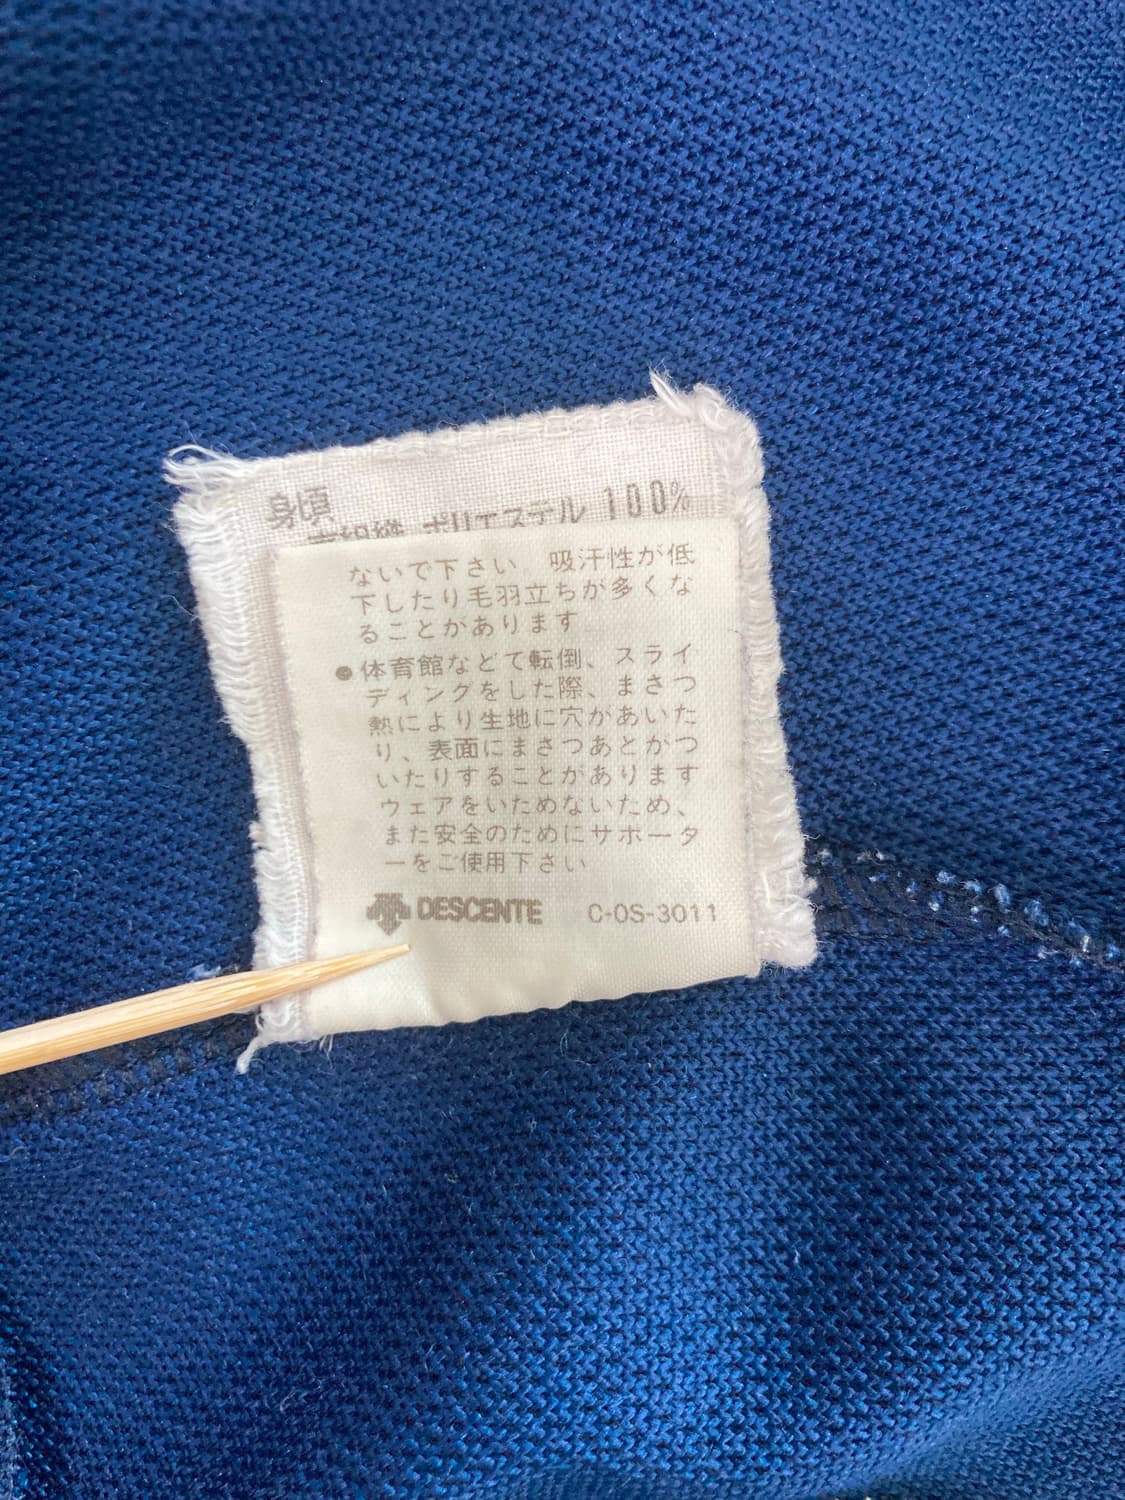 身頃
ポリエステル 100%
ないで下さい 吸汗性が低
下したり毛羽立ちが多くな
ることがあります
●体育館などて転倒、スライ
ディングをした際、まさつ
熱により生地に穴があいた
り、表面にまさつあとかつ
いたりすることがあります
ウェアをいためないため、
また安全のためにサポータ
ーをご使用下さい
DESCENTE C-OS-3011